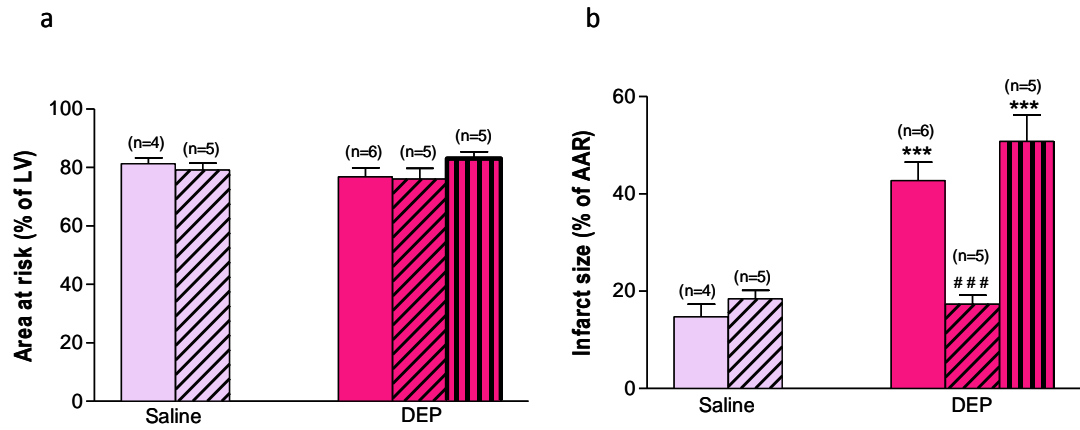 a
Area at risk (% of LV)
100
80
60
40
20
0
(n=4)
(n=5)
(n=6)
(n=5)
(n=5)
Saline
DEP
b
Infarct size (% of AAR)
60
40
20
0
(n=4)
(n=5)
(n=6)
***
(n=5)
###
(n=5)
***
Saline
DEP